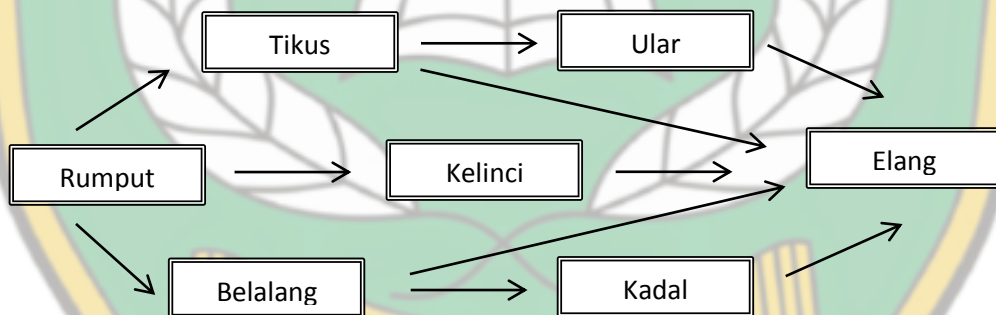 Tikus
Ular
Rumput
Kelinci
Elang
Belalang
Kadal